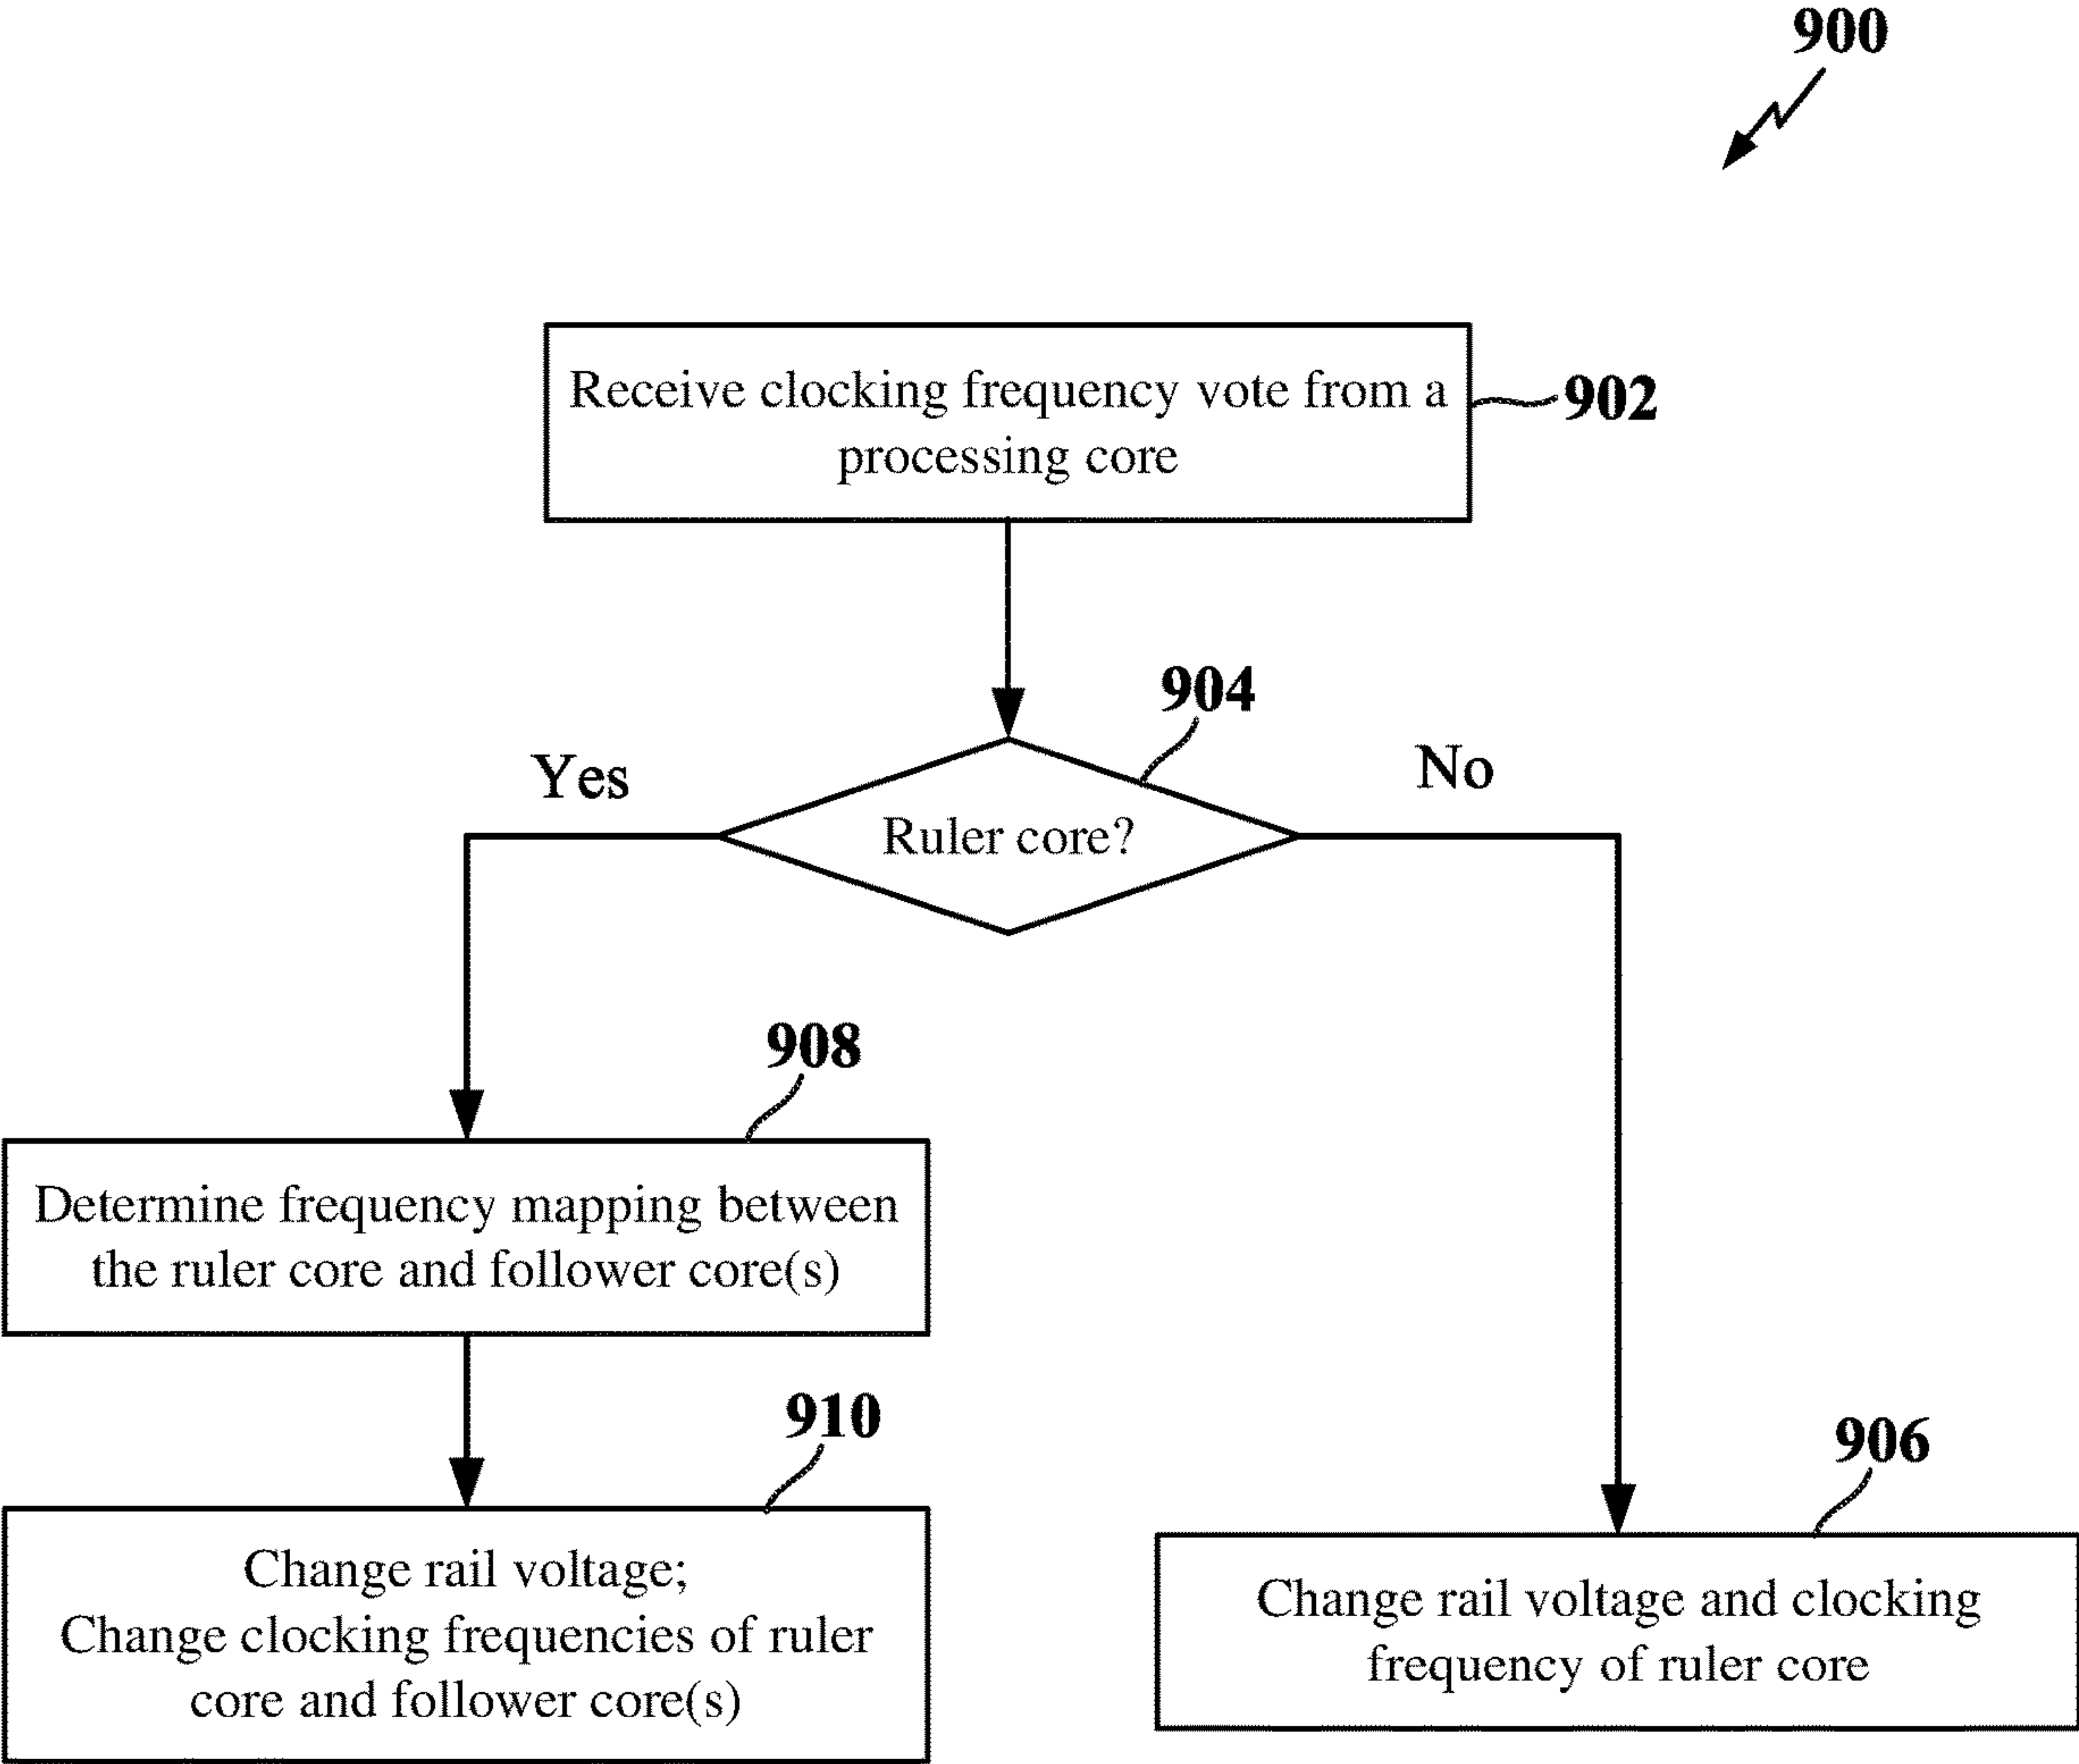 900
Receive clocking frequency vote from a
processing core
902
904
Yes
No
Ruler core?
908
Determine frequency mapping between
the ruler core and follower core(s)
910
906
Change rail voltage;
Change clocking frequencies of ruler
core and follower core(s)
Change rail voltage and clocking
frequency of ruler core